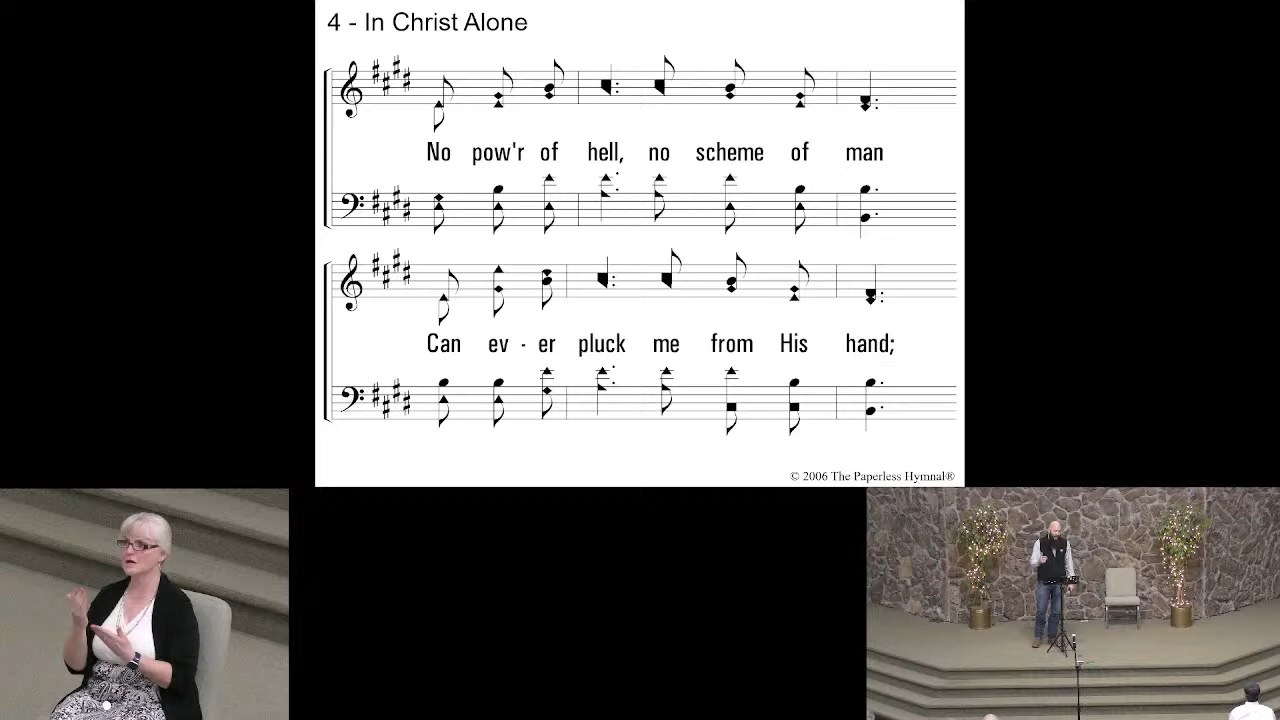 4 - In Christ Alone
No pow'r of hell, no scheme of man
Can ev - er pluck me from His hand;
© 2006 The Paperless Hymnal®